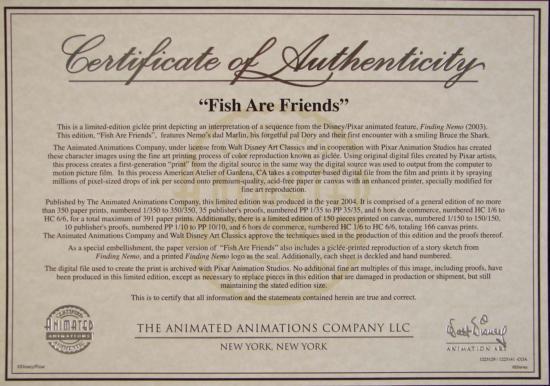 Certificate of Authenticity
“Fish Are Friends”
This is a limited-edition giclée print depicting an interpretation of a sequence from the Disney/Pixar animated feature, Finding Nemo (2003).
This edition, “Fish Are Friends”, features Nemo's dad Marlin, his forgetful pal Dory and their first encounter with a smiling Bruce the Shark.
The Animated Animations Company, under license from Walt Disney Art Classics and in cooperation with Pixar Animation Studios has created
these character images using the fine art printing process of color reproduction known as giclée. Using original digital files created by Pixar artists,
this process creates a first-generation “print” from the digital source in the same way the digital source was used to output from the computer to
motion picture film. In this process American Atelier of Gardena, CA takes a computer-based digital file from the film and prints it by spraying
millions of pixel-sized drops of ink per second onto premium-quality, acid-free paper or canvas with an enhanced printer, specially modified for
fine art reproduction.
Published by The Animated Animations Company, this limited edition was produced in the year 2004. It is comprised of a general edition of no more
than 350 paper prints, numbered 1/350 to 350/350, 35 publisher's proofs, numbered PP 1/35 to PP 35/35, and 6 hors de commerce, numbered HC 1/6 to
HC 6/6, for a total maximum of 391 paper prints. Additionally, there is a limited edition of 150 pieces printed on canvas, numbered 1/150 to 150/150,
10 publisher's proofs, numbered PP 1/10 to PP 10/10, and 6 hors de commerce, numbered HC 1/6 to HC 6/6, totaling 166 canvas prints.
The Animated Animations Company and Walt Disney Art Classics approve the techniques used in the production of this edition and the proofs thereof.
As a special embellishment, the paper version of “Fish Are Friends” also includes a giclée-printed reproduction of a story sketch from
Finding Nemo, and a printed Finding Nemo logo as the seal. Additionally, each sheet is deckled and hand numbered.
The digital file used to create the print is archived with Pixar Animation Studios. No additional fine art multiples of this image, including proofs, have
been produced in this limited edition, except as necessary to replace pieces in this edition that are damaged in production or shipment, but still
maintaining the stated edition size.
This is to certify that all information and the statements contained herein are true and correct.
CERTIFIED
ANIMATED
ANIMATIONS
AUTHENTIC
THE ANIMATED ANIMATIONS COMPANY LLC
NEW YORK, NEW YORK
Walt Disney
ANIMATION ART
©Disney/Pixar
©Disney